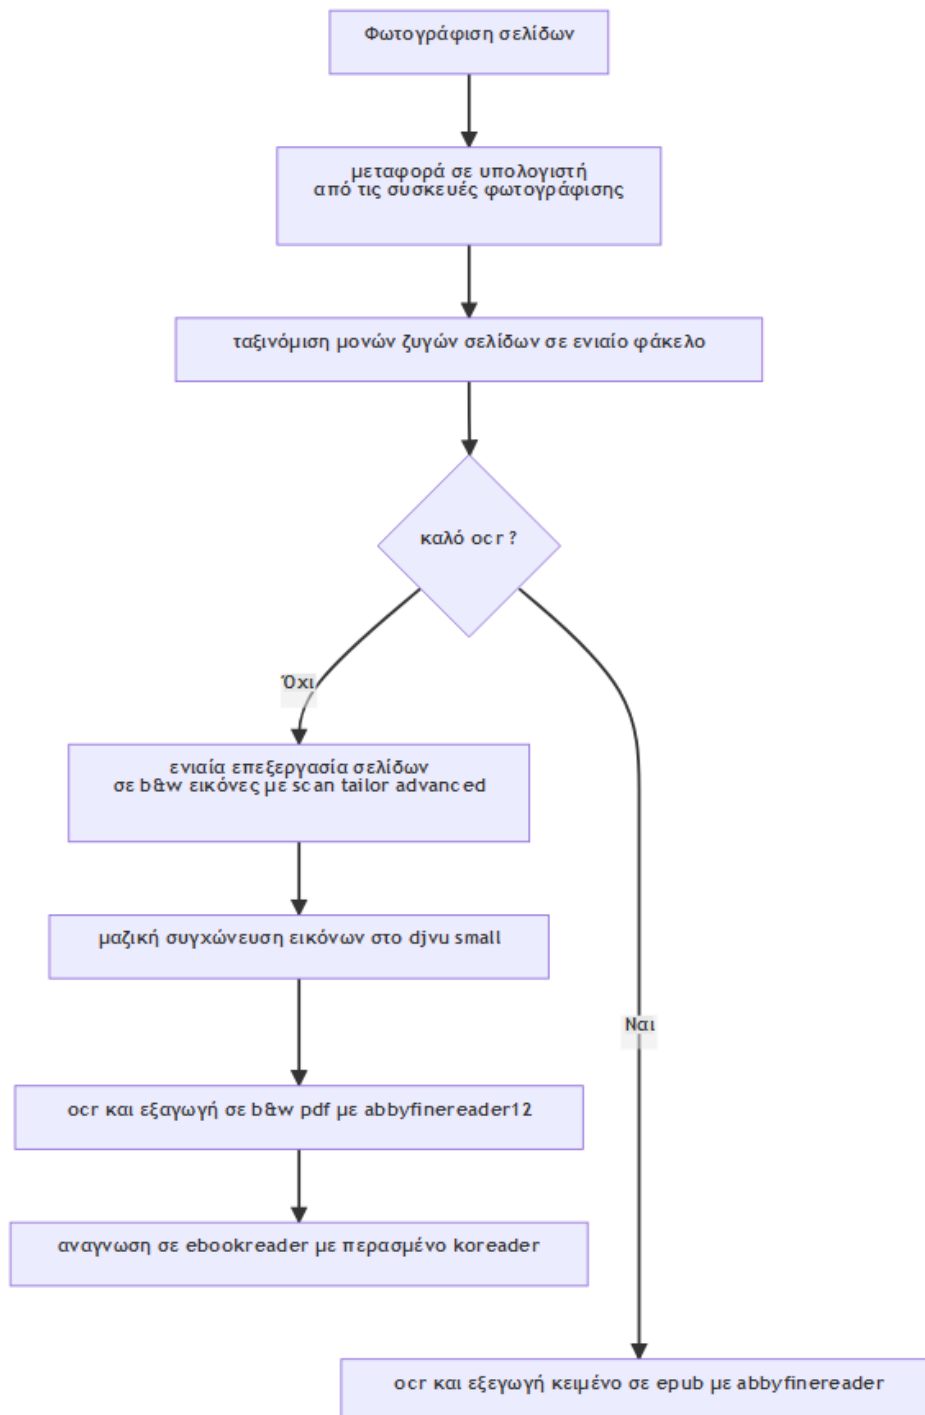 Φωτογράφιση σελίδων
μεταφορά σε υπολογιστή
από τις συσκευές φωτογράφισης
ταξινόμιση μονών ζυγών σελίδων σε ενιαίο φάκελο
καλό ocr ?
Όχι
ενιαία επεξεργασία σελίδων
σε b&w εικόνες με scan tailor advanced
μαζική συγχώνευση εικόνων στο djvu small
Ναι
ocr και εξαγωγή σε b&w pdf με abbyfinereader12
αναγνωση σε ebookreader με περασμένο koreader
ocr και εξεγωγή κειμένο σε epub με abbyfinereader